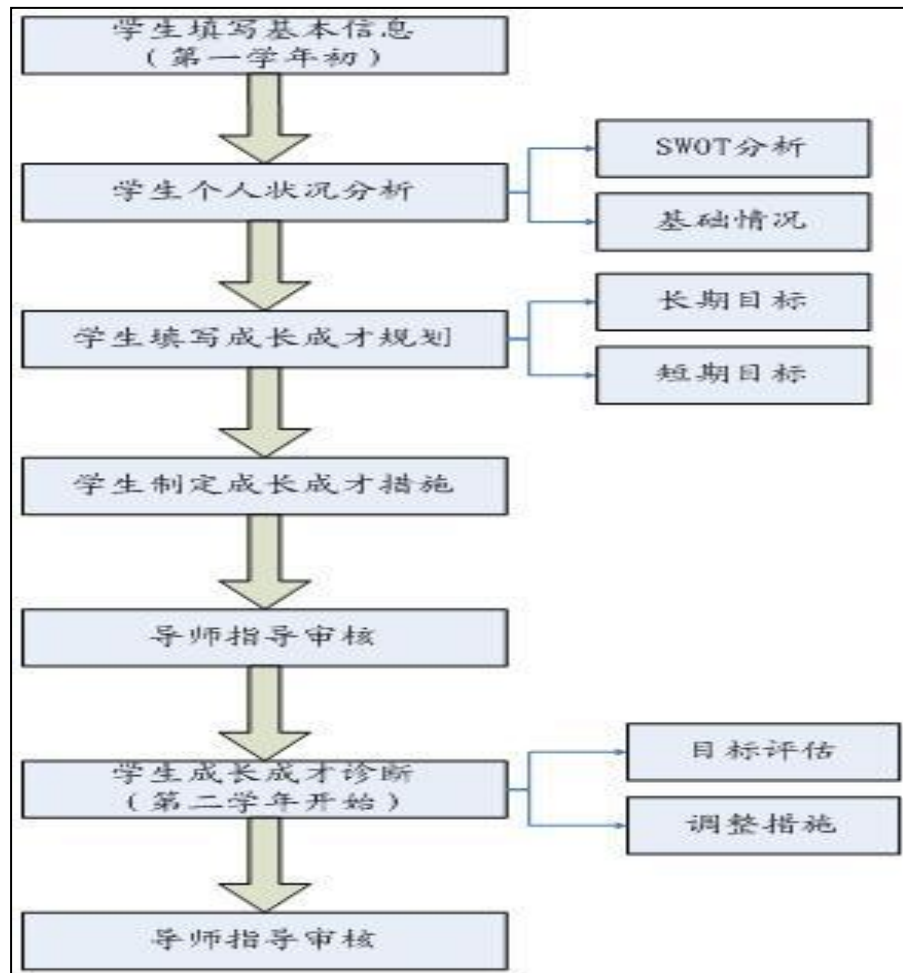 学生填写基本信息
（第一学年初）
SWOT分析
学生个人状况分析
基础情况
长期目标
学生填写成长成才规划
短期目标
学生制定成长成才措施
导师指导审核
目标评估
学生成长成才诊断
（第二学年开始）
调整措施
导师指导审核